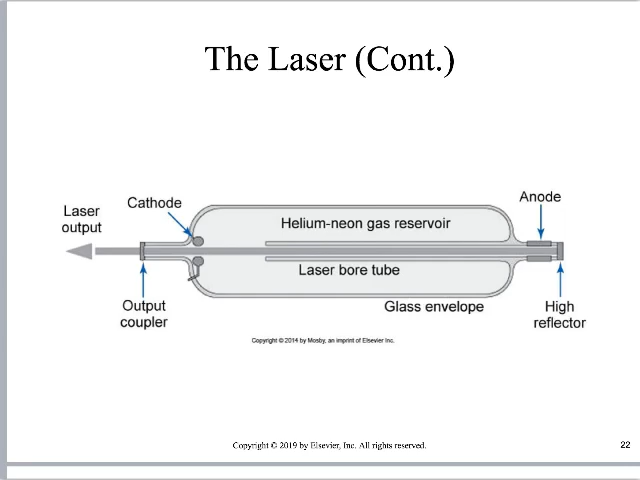 The Laser (Cont.)
Laser
output
Cathode
Helium-neon gas reservoir
Anode
Laser bore tube
Output
coupler
Glass envelope
High
reflector
Copyright © 2014 by Mosby, an imprint of Elsevier Inc.
Copyright © 2019 by Elsevier, Inc. All rights reserved.
22